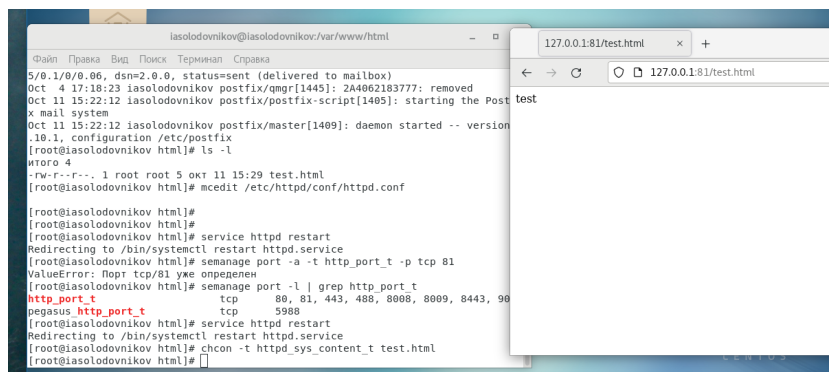 iasolodovnikov@iasolodovnikov:/var/www/html
Файл Правка Вид Поиск Терминал Справка
5/0.1/0/0.06, dsn=2.0.0, status=sent (delivered to mailbox)
Oct  4 17:18:23 iasolodovnikov postfix/qmgr[1445]: 2A4062183777: removed
Oct 11 15:22:12 iasolodovnikov postfix/postfix-script[1405]: starting the Post
x mail system
Oct 11 15:22:12 iasolodovnikov postfix/master[1409]: daemon started -- version
.10.1, configuration /etc/postfix
[root@iasolodovnikov html]# ls -l
итого 4
-rw-r--r--. 1 root root 5 окт 11 15:29 test.html
[root@iasolodovnikov html]# mcedit /etc/httpd/conf/httpd.conf
[root@iasolodovnikov html]#
[root@iasolodovnikov html]#
[root@iasolodovnikov html]# service httpd restart
Redirecting to /bin/systemctl restart httpd.service
[root@iasolodovnikov html]# semanage port -a -t http_port_t -p tcp 81
ValueError: Порт tcp/81 уже определен
[root@iasolodovnikov html]# semanage port -l | grep http_port_t
http_port_t                    tcp      80, 81, 443, 488, 8008, 8009, 8443, 90
pegasus_http_port_t            tcp      5988
[root@iasolodovnikov html]# service httpd restart
Redirecting to /bin/systemctl restart httpd.service
[root@iasolodovnikov html]# chcon -t httpd_sys_content_t test.html
[root@iasolodovnikov html]#
127.0.0.1:81/test.html
127.0.0.1:81/test.html
test
CENTOS